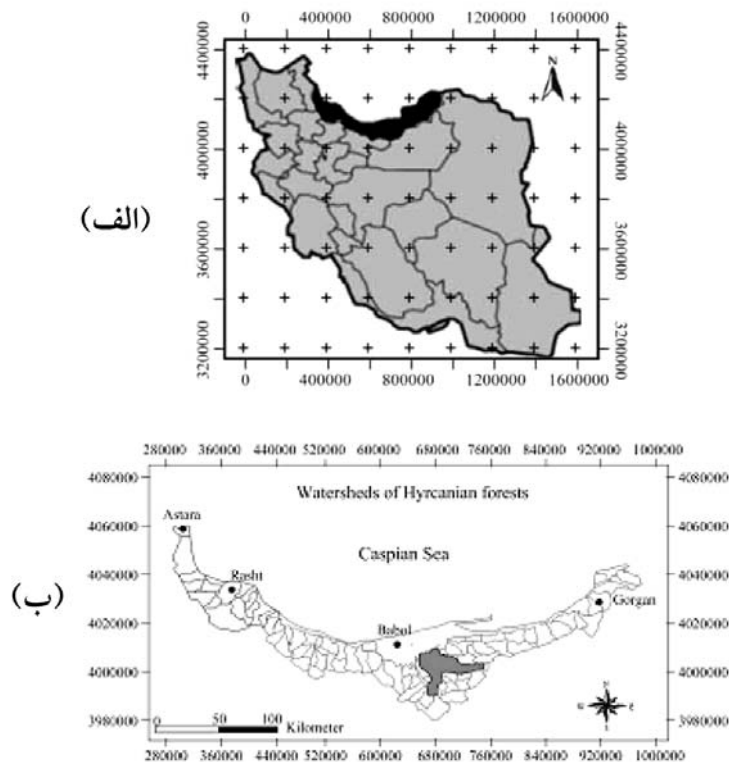 0 400000 800000 1200000 1600000
4400000 4000000 3600000 3200000
N
(الف)
4400000 4000000 3600000 3200000
0 400000 800000 1200000 1600000
280000 360000 440000 520000 600000 680000 760000 840000 920000 1000000
4080000 4080000
Watersheds of Hyrcanian forests
4060000 Astara 4060000
Caspian Sea
4040000 Rasht 4040000
(ب)
Gorgan
4020000 Babol 4020000
4000000 4000000
N
W E
S
3980000 0 50 100 3980000
Kilometer
280000 360000 440000 520000 600000 680000 760000 840000 920000 1000000